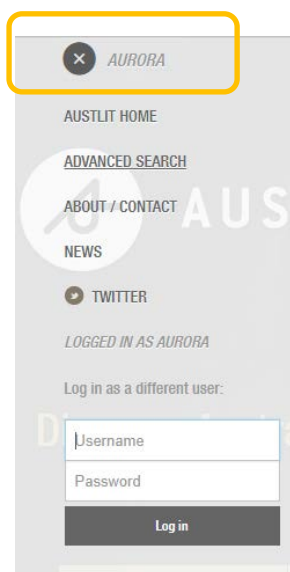 AURORA
AUSTLIT HOME
ADVANCED SEARCH
AUS
ABOUT / CONTACT
NEWS
TWITTER
LOGGED IN AS AURORA
Log in as a different user:
Username
Password
Log in